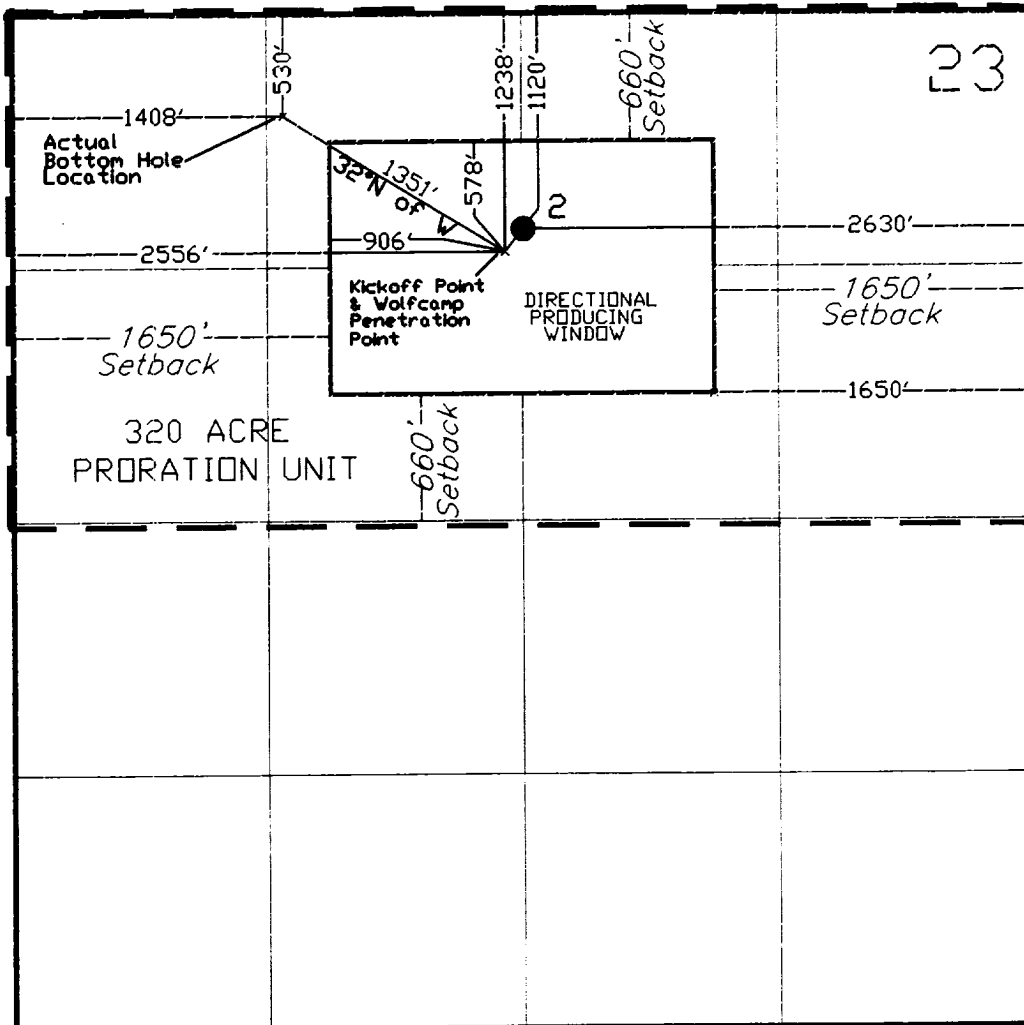 23
530'
1238'
1120'
660'
Setback
1408'
Actual
Bottom Hole
Location
1351'
32°N of W
578'
2
906'
2630'
2556'
Kickoff Point
& Wolfcamp
Penetration
Point
DIRECTIONAL
PRODUCING
WINDOW
1650'
Setback
1650'
Setback
1650'
320 ACRE
PRORATION UNIT
660'
Setback